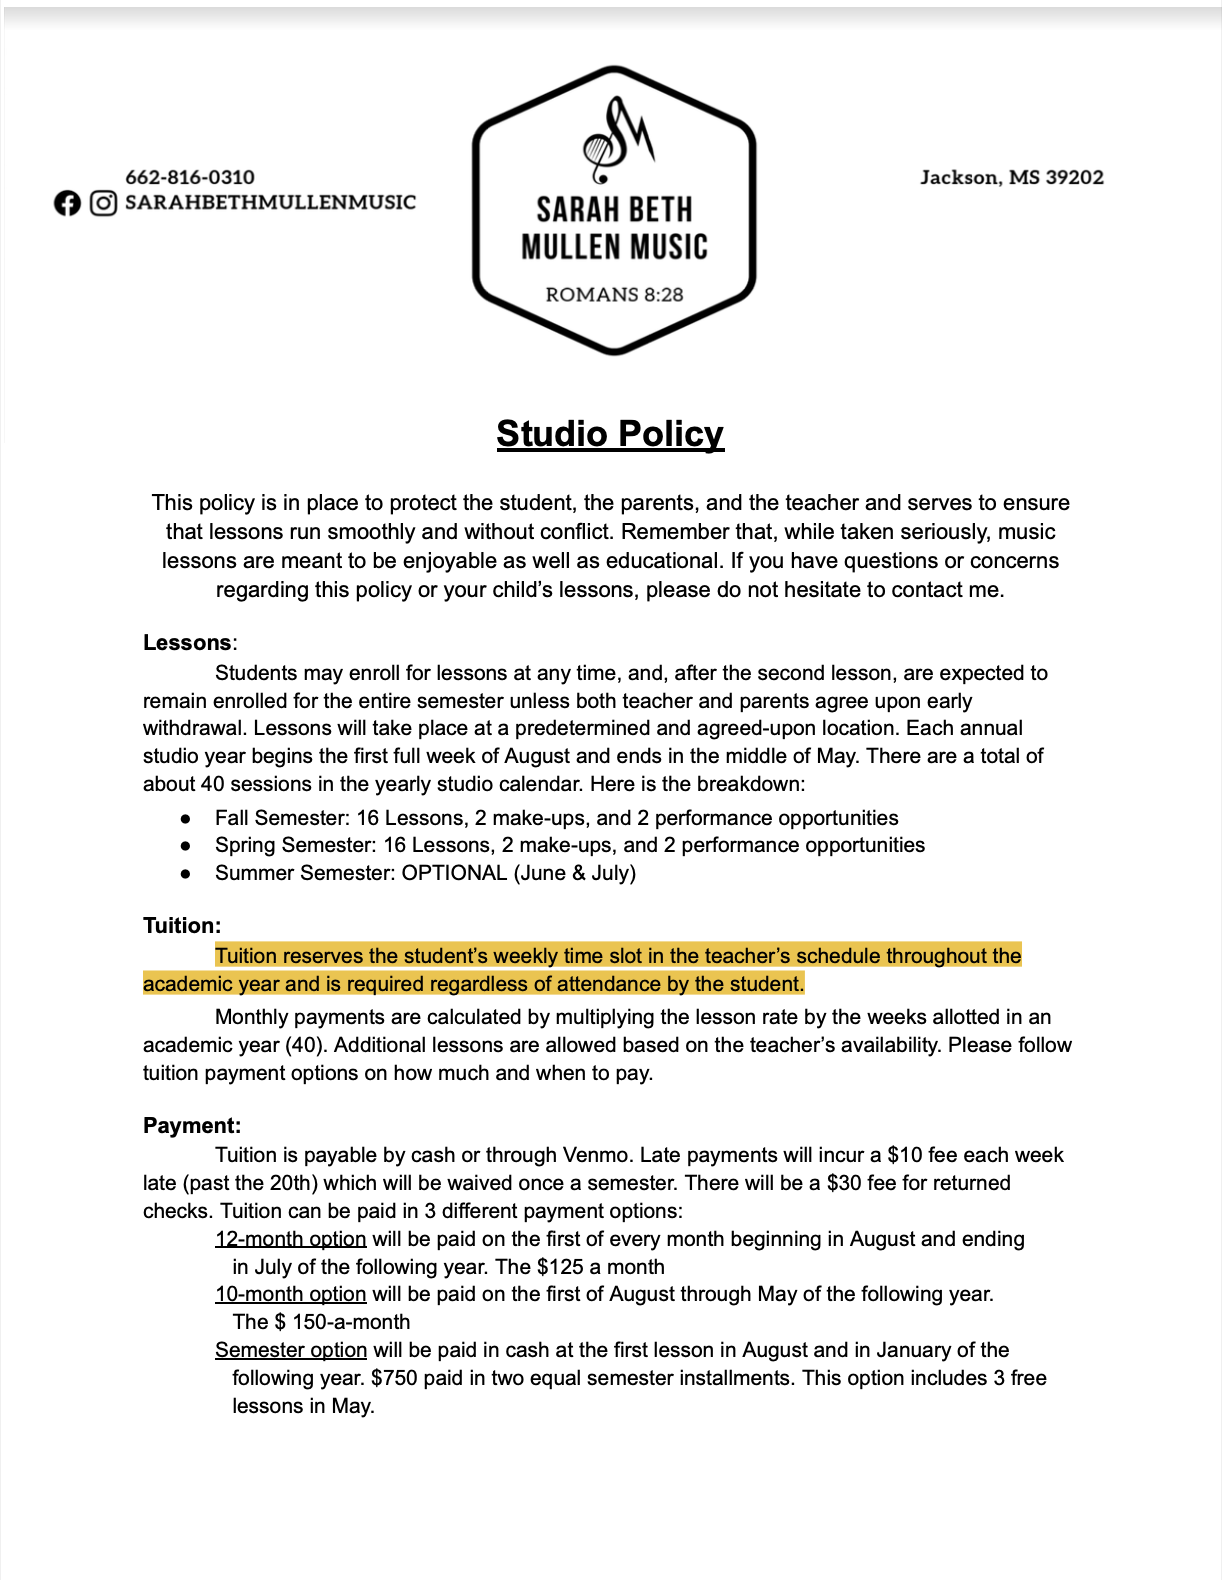 662-816-0310
SARAHBETHMULLENMUSIC
SARAH BETH
MULLEN MUSIC
ROMANS 8:28
Jackson, MS 39202
Studio Policy
This policy is in place to protect the student, the parents, and the teacher and serves to ensure
that lessons run smoothly and without conflict. Remember that, while taken seriously, music
lessons are meant to be enjoyable as well as educational. If you have questions or concerns
regarding this policy or your child’s lessons, please do not hesitate to contact me.
Lessons:
Students may enroll for lessons at any time, and, after the second lesson, are expected to
remain enrolled for the entire semester unless both teacher and parents agree upon early
withdrawal. Lessons will take place at a predetermined and agreed-upon location. Each annual
studio year begins the first full week of August and ends in the middle of May. There are a total of
about 40 sessions in the yearly studio calendar. Here is the breakdown:
● Fall Semester: 16 Lessons, 2 make-ups, and 2 performance opportunities
● Spring Semester: 16 Lessons, 2 make-ups, and 2 performance opportunities
● Summer Semester: OPTIONAL (June & July)
Tuition:
Tuition reserves the student’s weekly time slot in the teacher’s schedule throughout the
academic year and is required regardless of attendance by the student.
Monthly payments are calculated by multiplying the lesson rate by the weeks allotted in an
academic year (40). Additional lessons are allowed based on the teacher’s availability. Please follow
tuition payment options on how much and when to pay.
Payment:
Tuition is payable by cash or through Venmo. Late payments will incur a $10 fee each week
late (past the 20th) which will be waived once a semester. There will be a $30 fee for returned
checks. Tuition can be paid in 3 different payment options:
12-month option will be paid on the first of every month beginning in August and ending
in July of the following year. The $125 a month
10-month option will be paid on the first of August through May of the following year.
The $ 150-a-month
Semester option will be paid in cash at the first lesson in August and in January of the
following year. $750 paid in two equal semester installments. This option includes 3 free
lessons in May.